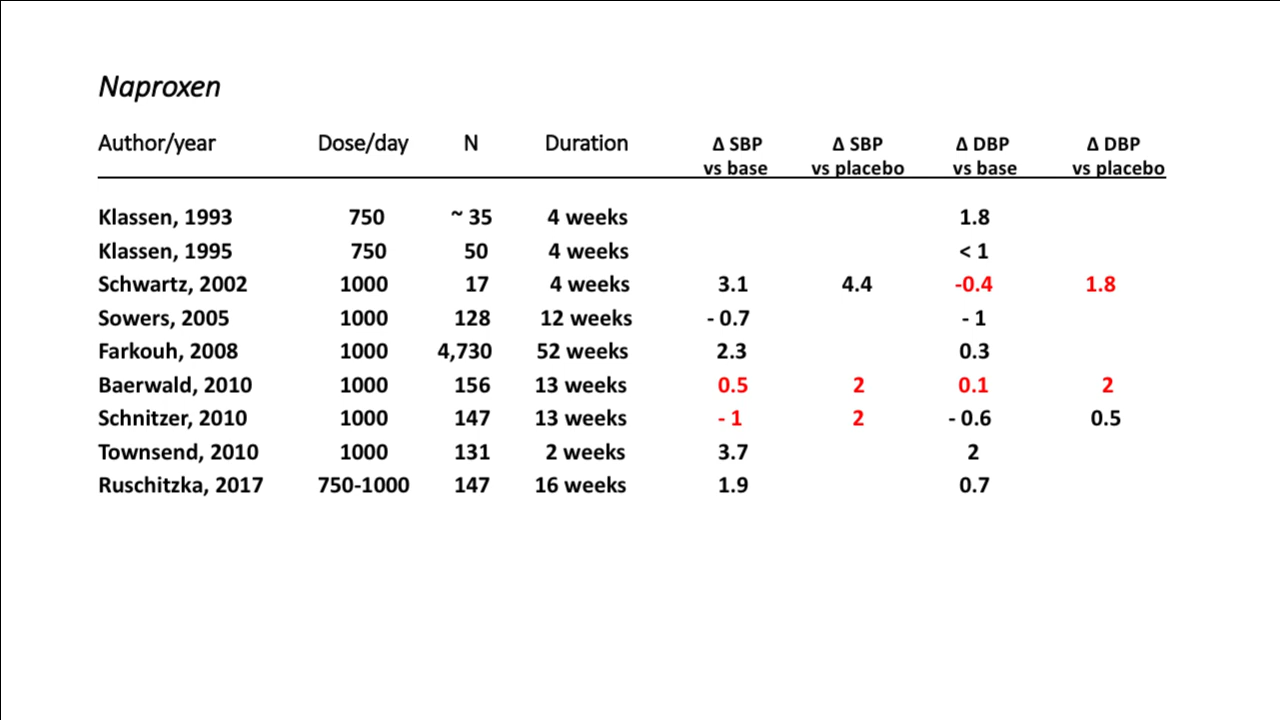 Naproxen
Author/year Dose/day N Duration Δ SBP vs base Δ SBP vs placebo Δ DBP vs base Δ DBP vs placebo
Klassen, 1993 750 ~ 35 4 weeks 1.8
Klassen, 1995 750 50 4 weeks < 1
Schwartz, 2002 1000 17 4 weeks 3.1 4.4 -0.4 1.8
Sowers, 2005 1000 128 12 weeks - 0.7 - 1
Farkouh, 2008 1000 4,730 52 weeks 2.3 0.3
Baerwald, 2010 1000 156 13 weeks 0.5 2 0.1 2
Schnitzer, 2010 1000 147 13 weeks - 1 2 - 0.6 0.5
Townsend, 2010 1000 131 2 weeks 3.7 2
Ruschitzka, 2017 750-1000 147 16 weeks 1.9 0.7